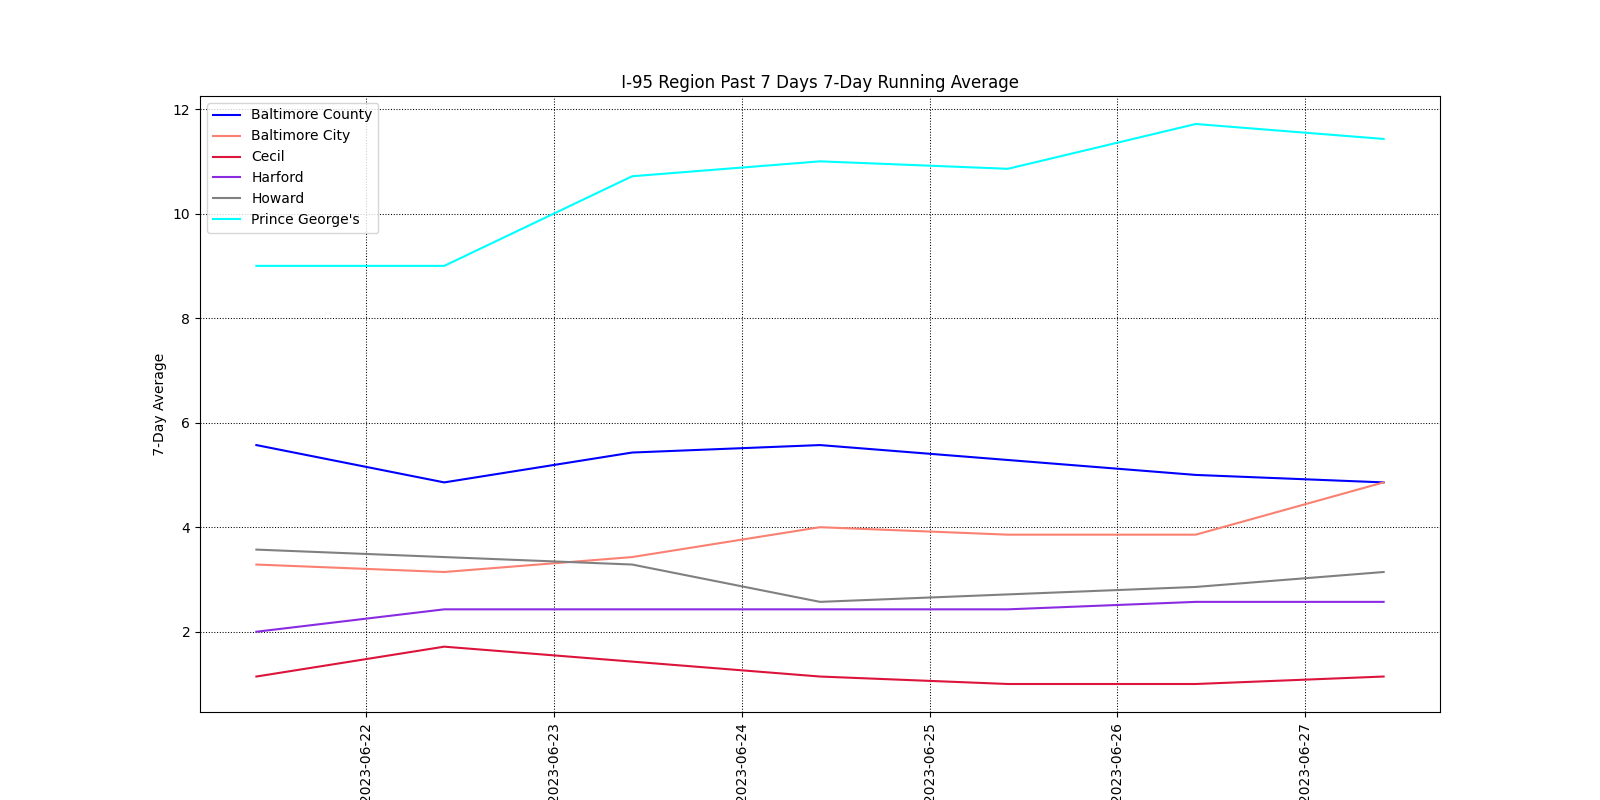 I-95 Region Past 7 Days 7-Day Running Average
Baltimore County
Baltimore City
Cecil
Harford
Howard
Prince George's
12
10
8
6
4
2
7-Day Average
2023-06-22
2023-06-23
2023-06-24
2023-06-25
2023-06-26
2023-06-27